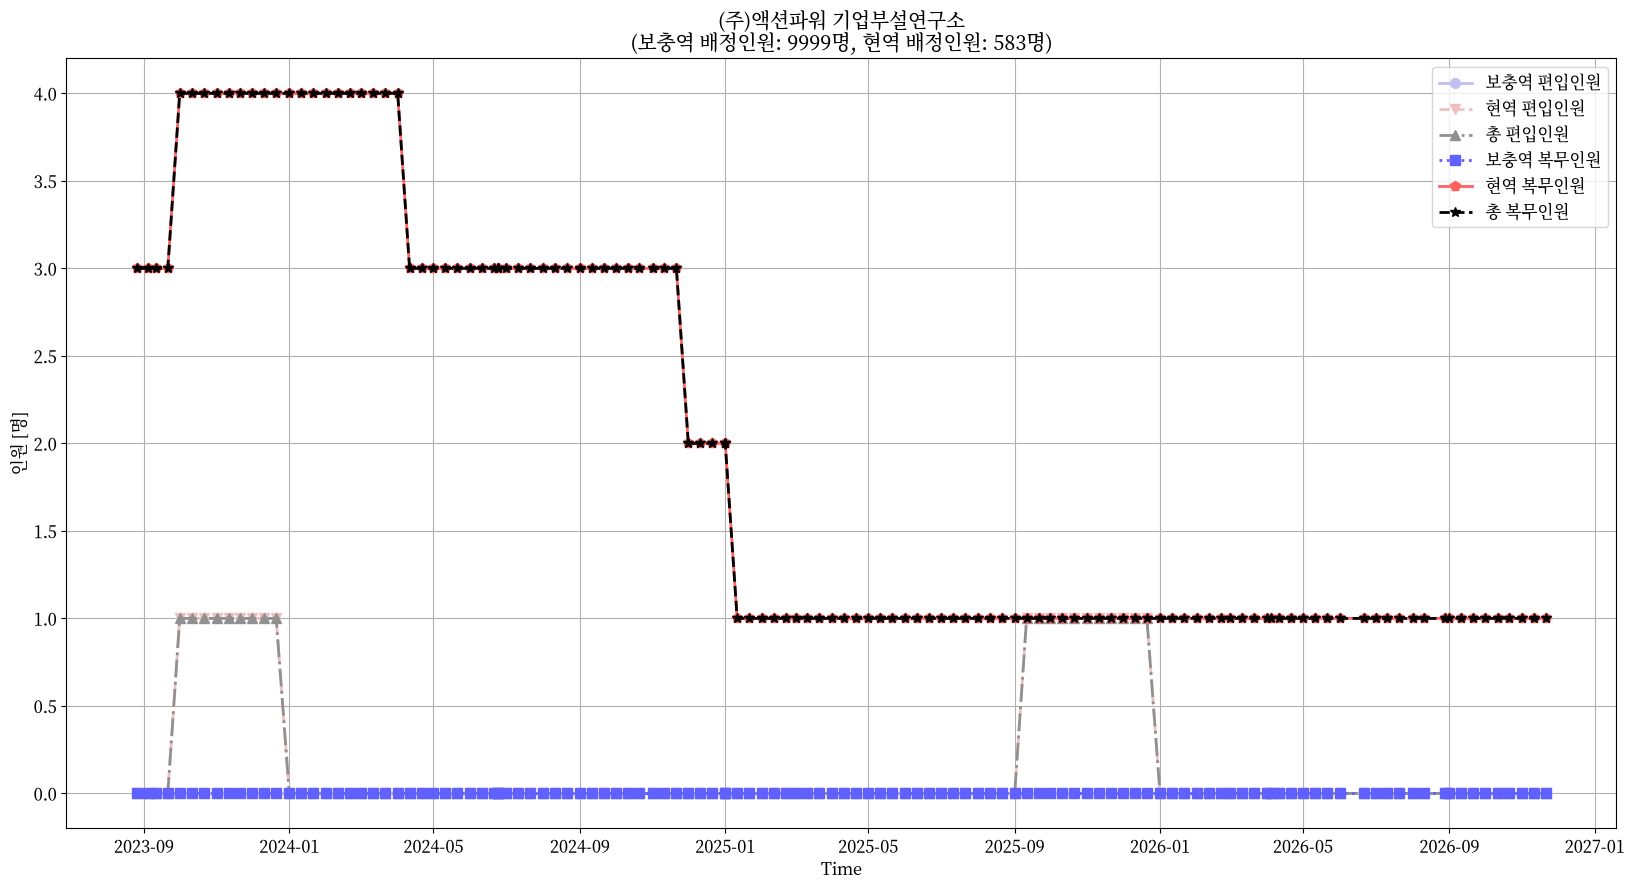 (주)액션파워 기업부설연구소
(보충역 배정인원: 9999명, 현역 배정인원: 583명)
보충역 편입인원
현역 편입인원
총 편입인원
보충역 복무인원
현역 복무인원
총 복무인원
인원 [명]
4.0
3.5
3.0
2.5
2.0
1.5
1.0
0.5
0.0
2023-09
2024-01
2024-05
2024-09
2025-01
2025-05
2025-09
2026-01
2026-05
2026-09
2027-01
Time